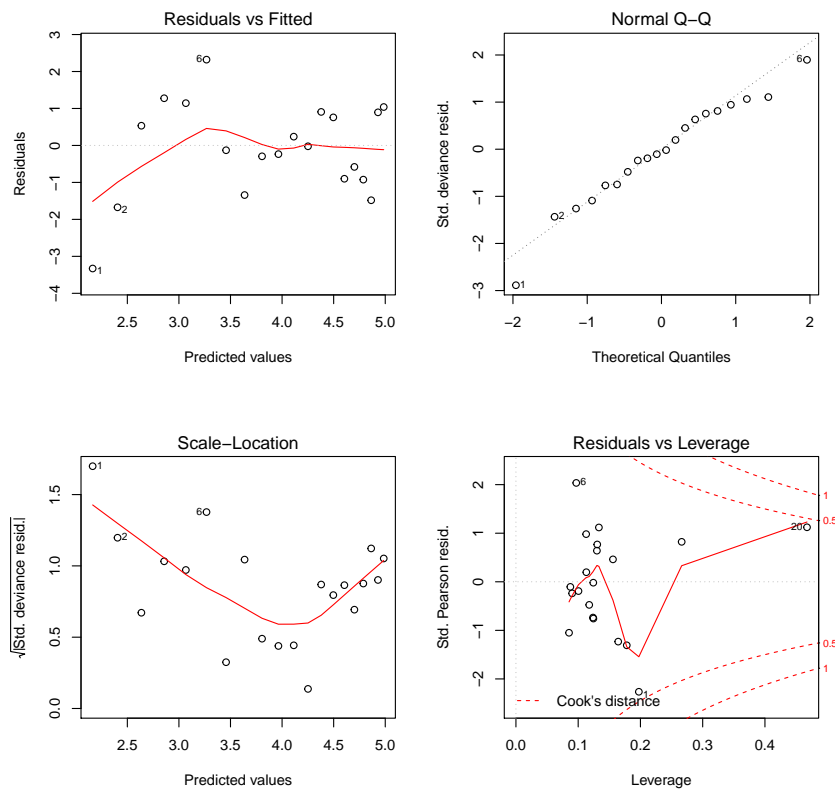 Residuals vs Fitted
Residuals
3
2
1
0
−1
−2
−3
−4
6
2
1
2.5 3.0 3.5 4.0 4.5 5.0
Predicted values
Normal Q−Q
Std. deviance resid.
2
1
0
−1
−2
−3
6
2
1
−2 −1 0 1 2
Theoretical Quantiles
Scale−Location
√|Std. deviance resid.|
1.5
1.0
0.5
0.0
1
6
2
2.5 3.0 3.5 4.0 4.5 5.0
Predicted values
Residuals vs Leverage
Std. Pearson resid.
2
1
0
−1
−2
6
20
1
1
0.5
0.5
1
Cook's distance
0.0 0.1 0.2 0.3 0.4
Leverage